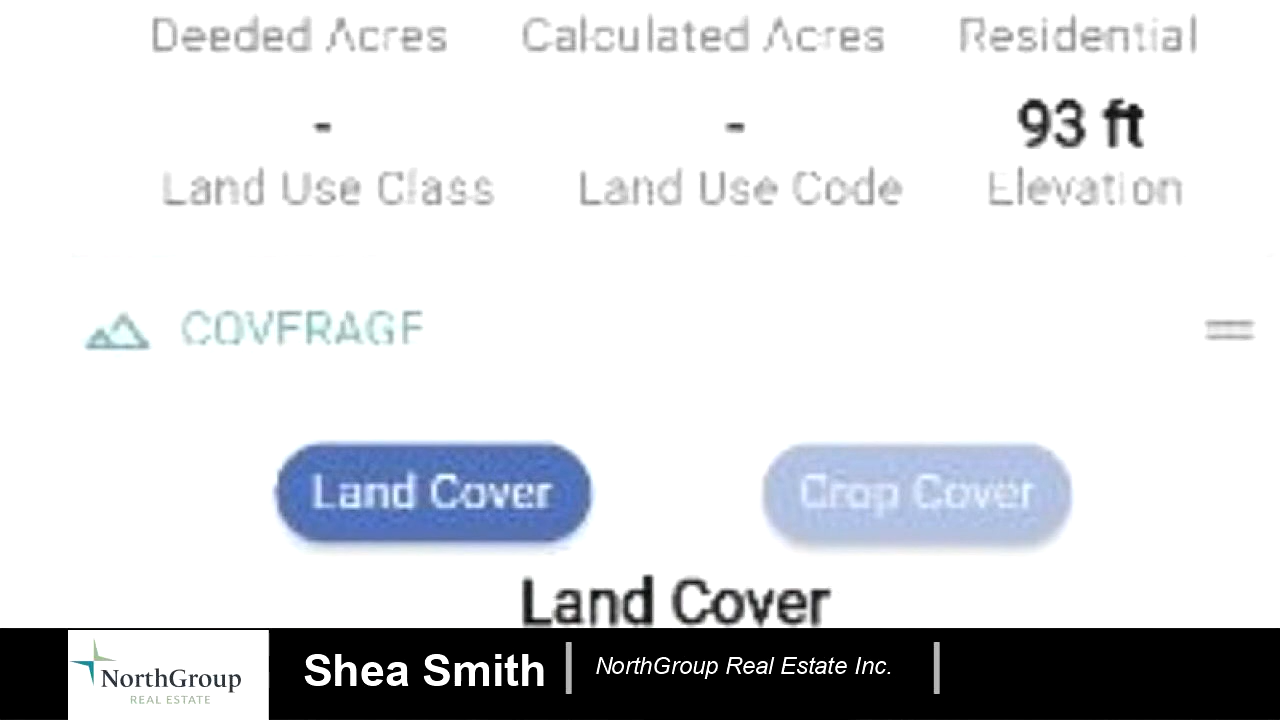 Deeded Acres Calculated Acres Residential
- - 93 ft
Land Use Class Land Use Code Elevation
COVERAGE
Land Cover Crop Cover
Land Cover
NorthGroup
REAL ESTATE
Shea Smith NorthGroup Real Estate Inc.